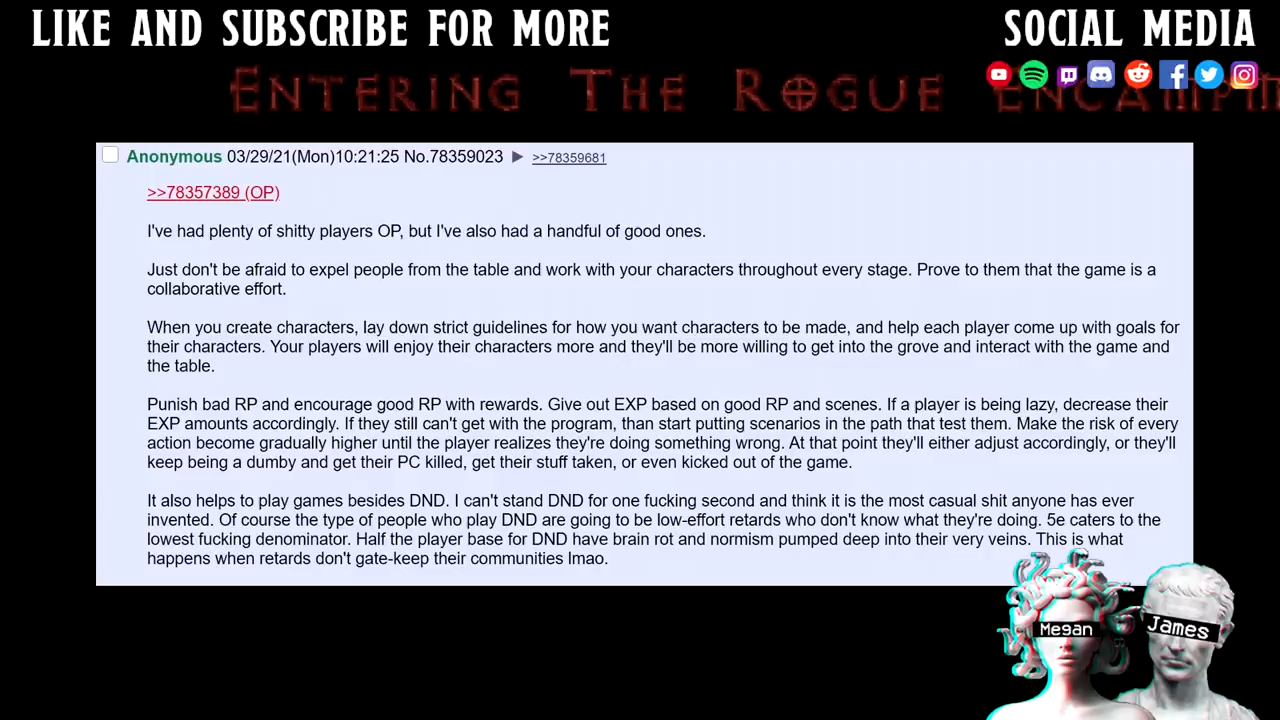 LIKE AND SUBSCRIBE FOR MORE
SOCIAL MEDIA
ENTERING THE ROGUE ENCAMPM
Anonymous 03/29/21(Mon)10:21:25 No.78359023 ▶ >>78359681
>>78357389 (OP)
I've had plenty of shitty players OP, but I've also had a handful of good ones.
Just don't be afraid to expel people from the table and work with your characters throughout every stage. Prove to them that the game is a
collaborative effort.
When you create characters, lay down strict guidelines for how you want characters to be made, and help each player come up with goals for
their characters. Your players will enjoy their characters more and they'll be more willing to get into the grove and interact with the game and
the table.
Punish bad RP and encourage good RP with rewards. Give out EXP based on good RP and scenes. If a player is being lazy, decrease their
EXP amounts accordingly. If they still can't get with the program, than start putting scenarios in the path that test them. Make the risk of every
action become gradually higher until the player realizes they're doing something wrong. At that point they'll either adjust accordingly, or they'll
keep being a dumby and get their PC killed, get their stuff taken, or even kicked out of the game.
It also helps to play games besides DND. I can't stand DND for one fucking second and think it is the most casual shit anyone has ever
invented. Of course the type of people who play DND are going to be low-effort retards who don't know what they're doing. 5e caters to the
lowest fucking denominator. Half the player base for DND have brain rot and normism pumped deep into their very veins. This is what
happens when retards don't gate-keep their communities lmao.
Megan
James